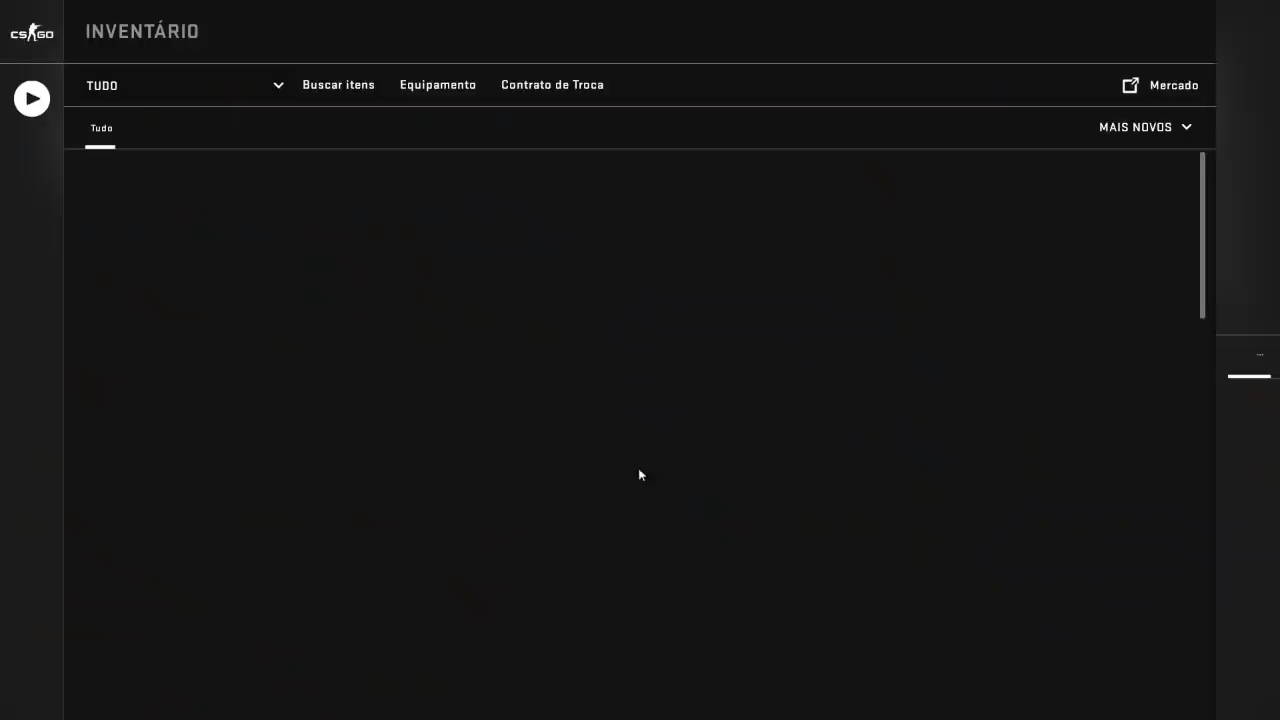 CS GO
INVENTÁRIO
TUDO
Buscar itens
Equipamento
Contrato de Troca
Mercado
Tudo
MAIS NOVOS
...